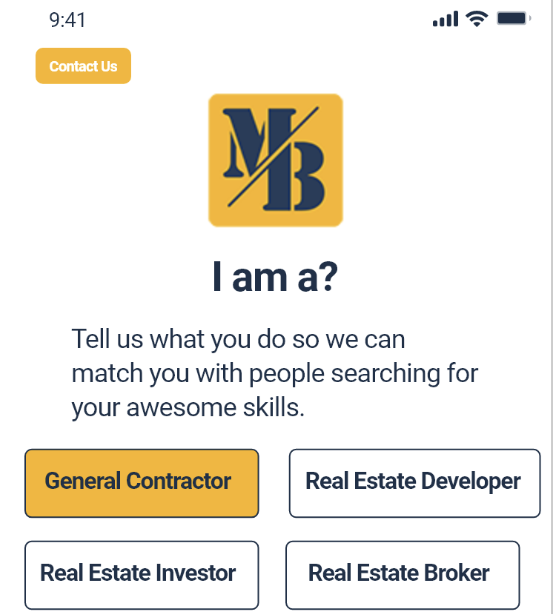 9:41
Contact Us
MB
I am a?
Tell us what you do so we can
match you with people searching for
your awesome skills.
General Contractor
Real Estate Developer
Real Estate Investor
Real Estate Broker